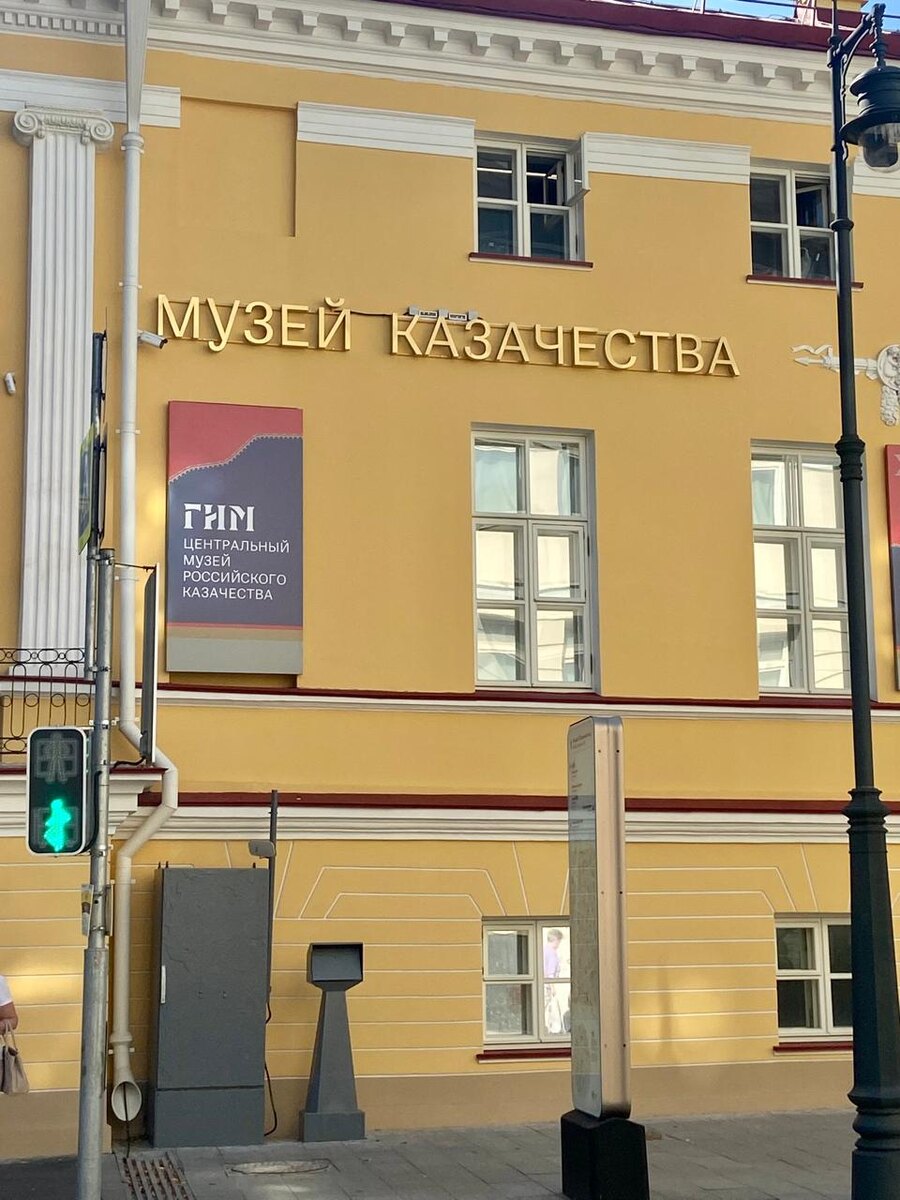 МУЗЕЙ КАЗАЧЕСТВА
ГИМ
ЦЕНТРАЛЬНЫЙ
МУЗЕЙ
РОССИЙСКОГО
КАЗАЧЕСТВА